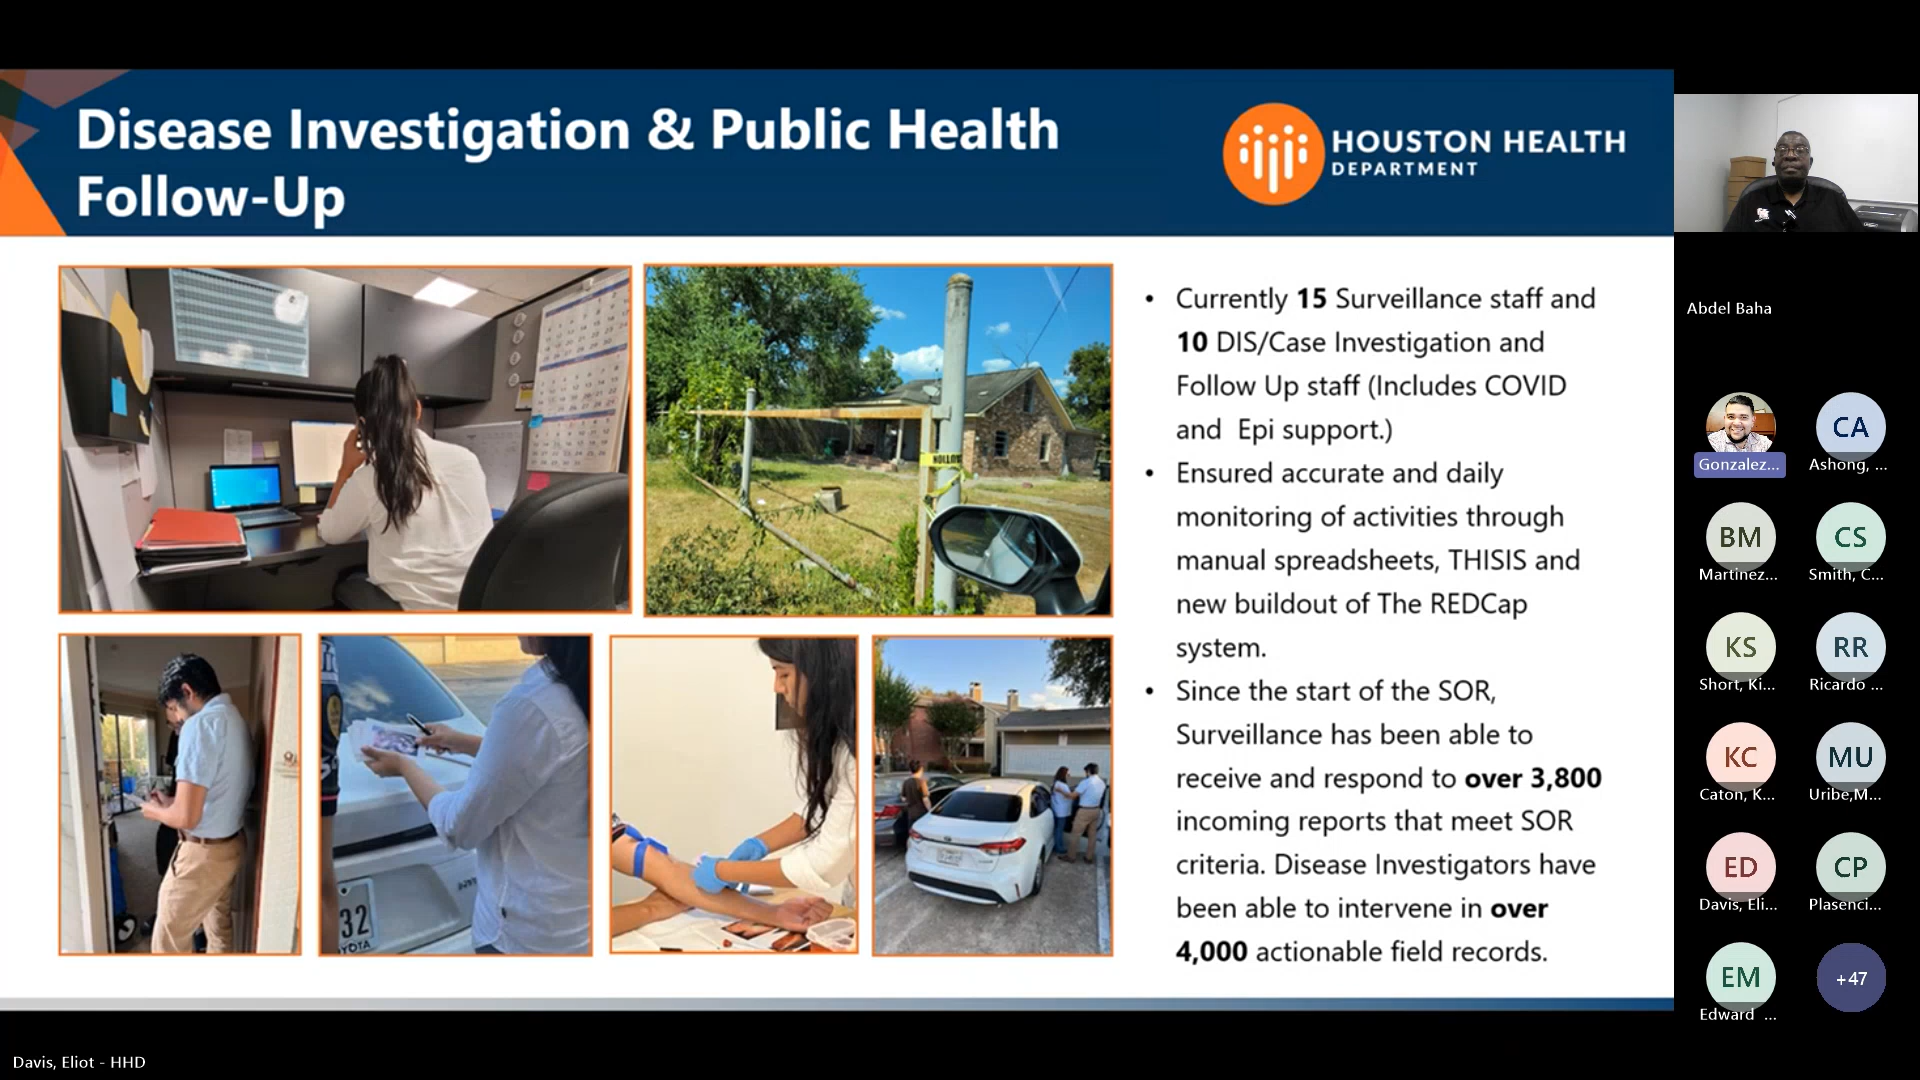 Disease Investigation & Public Health
Follow-Up
HOUSTON HEALTH
DEPARTMENT
• Currently 15 Surveillance staff and
10 DIS/Case Investigation and
Follow Up staff (Includes COVID
and Epi support.)
• Ensured accurate and daily
monitoring of activities through
manual spreadsheets, THISIS and
new buildout of The REDCap
system.
• Since the start of the SOR,
Surveillance has been able to
receive and respond to over 3,800
incoming reports that meet SOR
criteria. Disease Investigators have
been able to intervene in over
4,000 actionable field records.
32
Abdel Baha
Gonzalez...
CA
Ashong, ...
BM
Martinez...
CS
Smith, C...
KS
Short, Ki...
RR
Ricardo ...
KC
Caton, K...
MU
Uribe,M...
ED
Davis, Eli...
CP
Plasenci...
EM
Edward ...
+47
Davis, Eliot - HHD